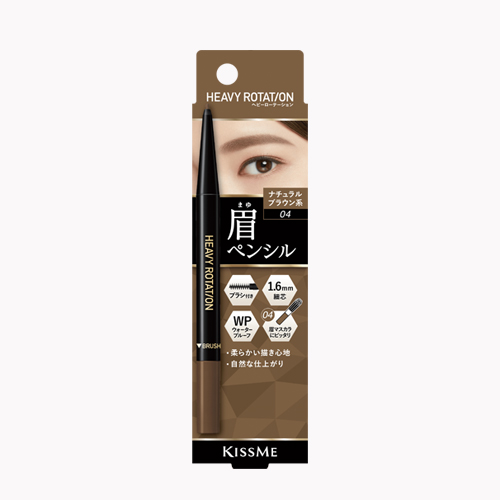 HEAVY ROTATION
ヘビーローテーション
ナチュラル
ブラウン系
04
まゆ
眉
ペンシル
ブラシ付き
1.6mm
細芯
WP
ウォーター
プルーフ
04
眉マスカラ
にピッタリ
・柔らかい描き心地
・自然な仕上がり
HEAVY ROTATION
▼BRUSH
KISSME